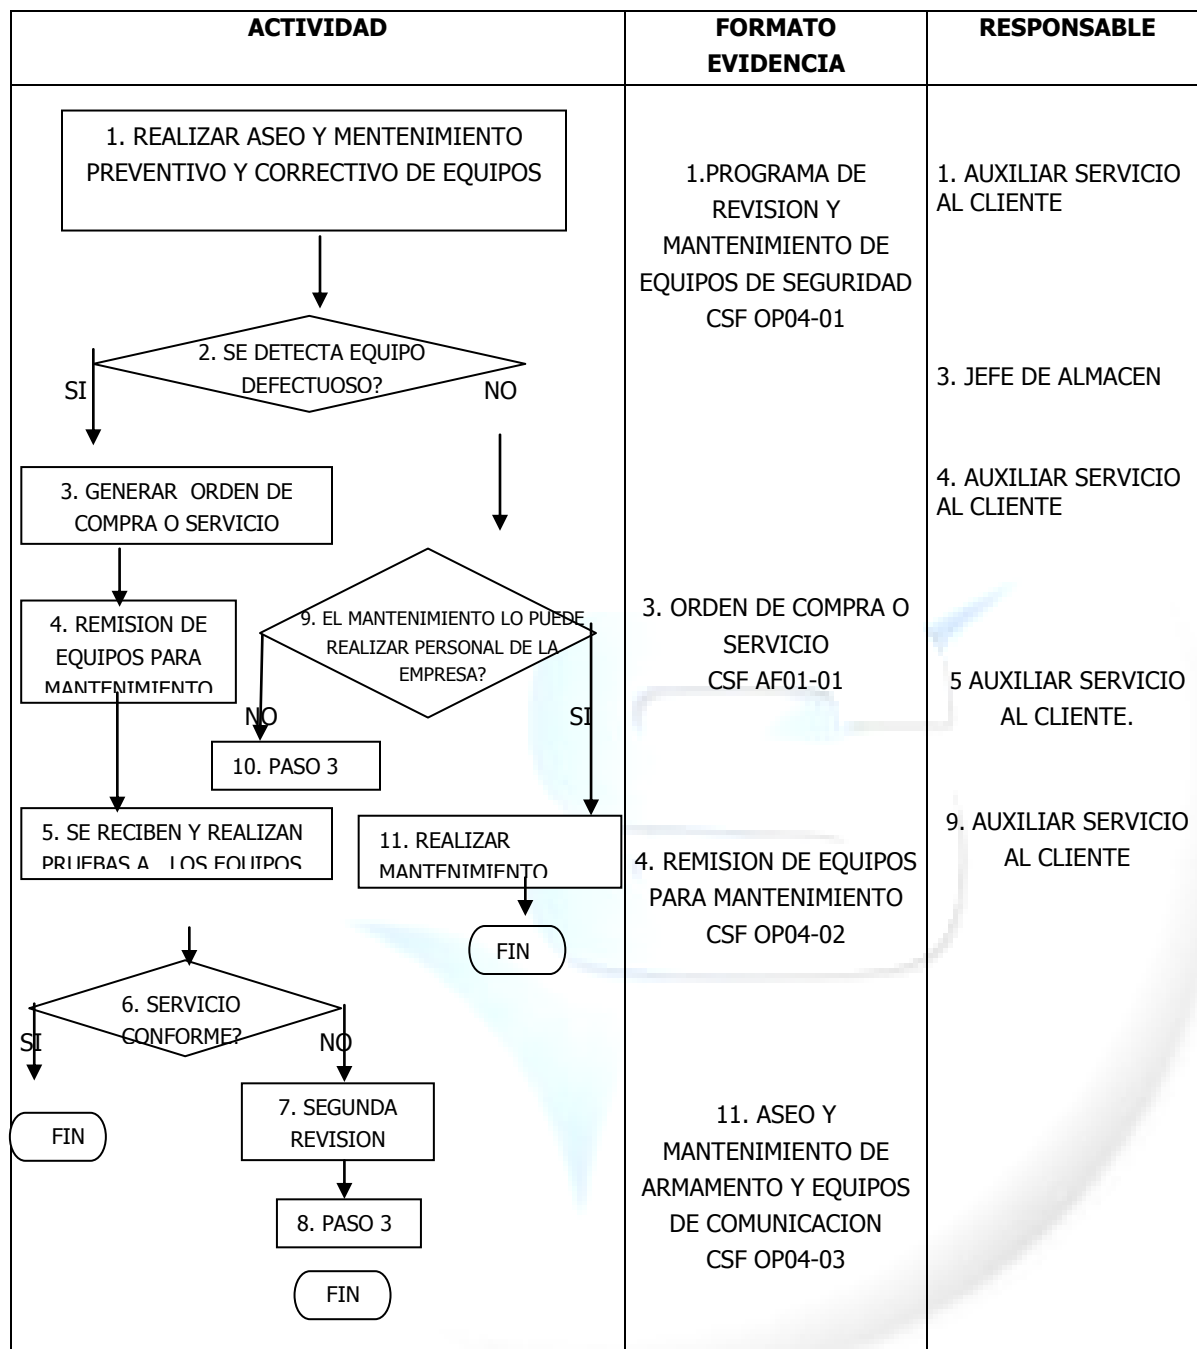 ACTIVIDAD
FORMATO
EVIDENCIA
RESPONSABLE
1. REALIZAR ASEO Y MENTENIMIENTO
PREVENTIVO Y CORRECTIVO DE EQUIPOS
2. SE DETECTA EQUIPO
DEFECTUOSO?
SI
NO
3. GENERAR ORDEN DE
COMPRA O SERVICIO
4. REMISION DE
EQUIPOS PARA
MANTENIMIENTO
9. EL MANTENIMIENTO LO PUEDE
REALIZAR PERSONAL DE LA
EMPRESA?
NO
SI
10. PASO 3
5. SE RECIBEN Y REALIZAN
PRUEBAS A LOS EQUIPOS
11. REALIZAR
MANTENIMIENTO
FIN
6. SERVICIO
CONFORME?
SI
NO
FIN
7. SEGUNDA
REVISION
8. PASO 3
FIN
1.PROGRAMA DE
REVISION Y
MANTENIMIENTO DE
EQUIPOS DE SEGURIDAD
CSF OP04-01
3. ORDEN DE COMPRA O
SERVICIO
CSF AF01-01
4. REMISION DE EQUIPOS
PARA MANTENIMIENTO
CSF OP04-02
11. ASEO Y
MANTENIMIENTO DE
ARMAMENTO Y EQUIPOS
DE COMUNICACION
CSF OP04-03
1. AUXILIAR SERVICIO
AL CLIENTE
3. JEFE DE ALMACEN
4. AUXILIAR SERVICIO
AL CLIENTE
5 AUXILIAR SERVICIO
AL CLIENTE.
9. AUXILIAR SERVICIO
AL CLIENTE